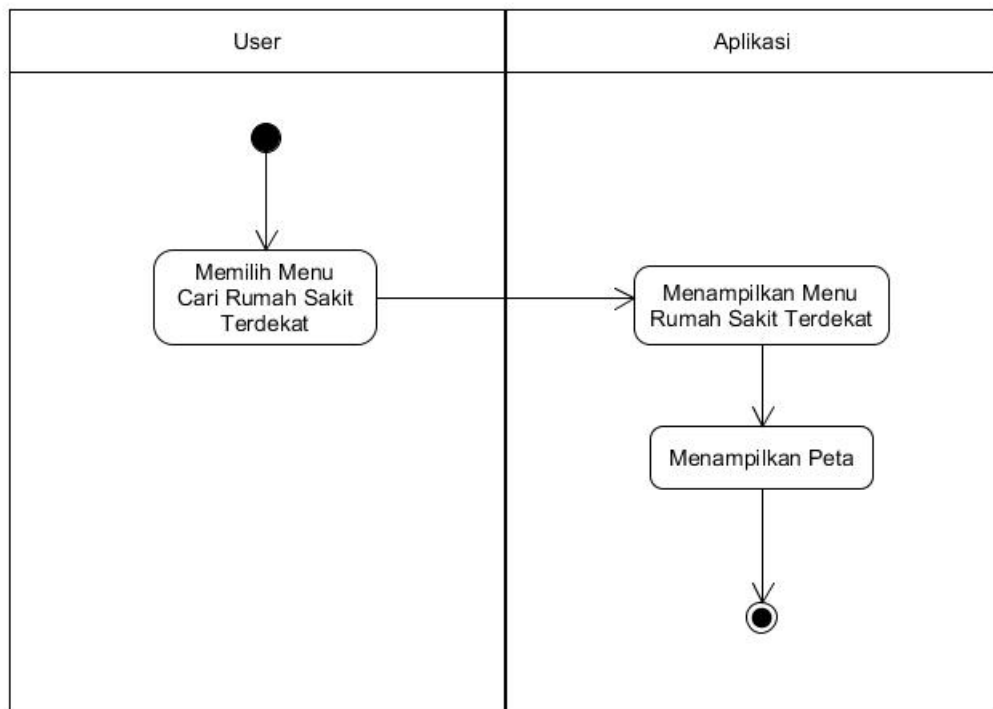 User
Aplikasi
Memilih Menu
Cari Rumah Sakit
Terdekat
Menampilkan Menu
Rumah Sakit Terdekat
Menampilkan Peta